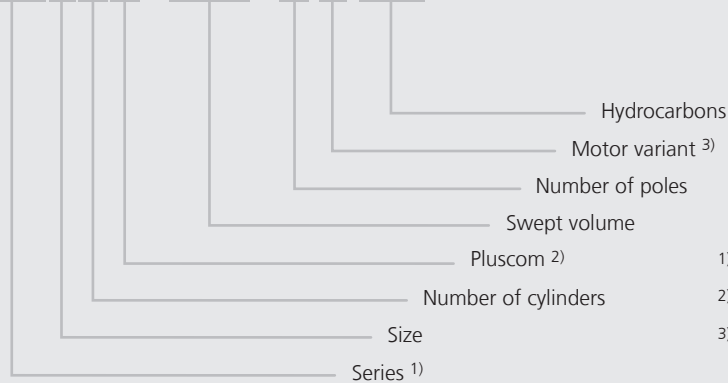 Hydrocarbons
Motor variant 3)
Number of poles
Swept volume
Pluscom 2)
1)
Number of cylinders
2)
Size
3)
Series 1)